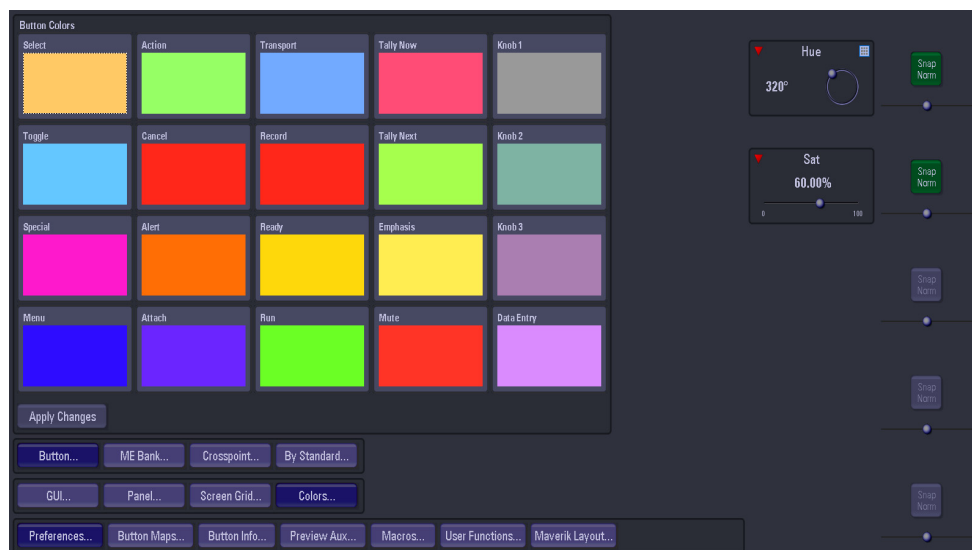 Button Colors
Select Action Transport Tally Now Knob 1
Toggle Cancel Record Tally Next Knob 2
Special Alert Ready Emphasis Knob 3
Menu Attach Run Mute Data Entry
Apply Changes
Button... ME Bank... Crosspoint... By Standard...
GUI... Panel... Screen Grid... Colors...
Preferences... Button Maps... Button Info... Preview Aux... Macros... User Functions... Maverik Layout...
Hue
320°
Snap
Norm
Sat
60.00%
0 100
Snap
Norm
Snap
Norm
Snap
Norm
Snap
Norm